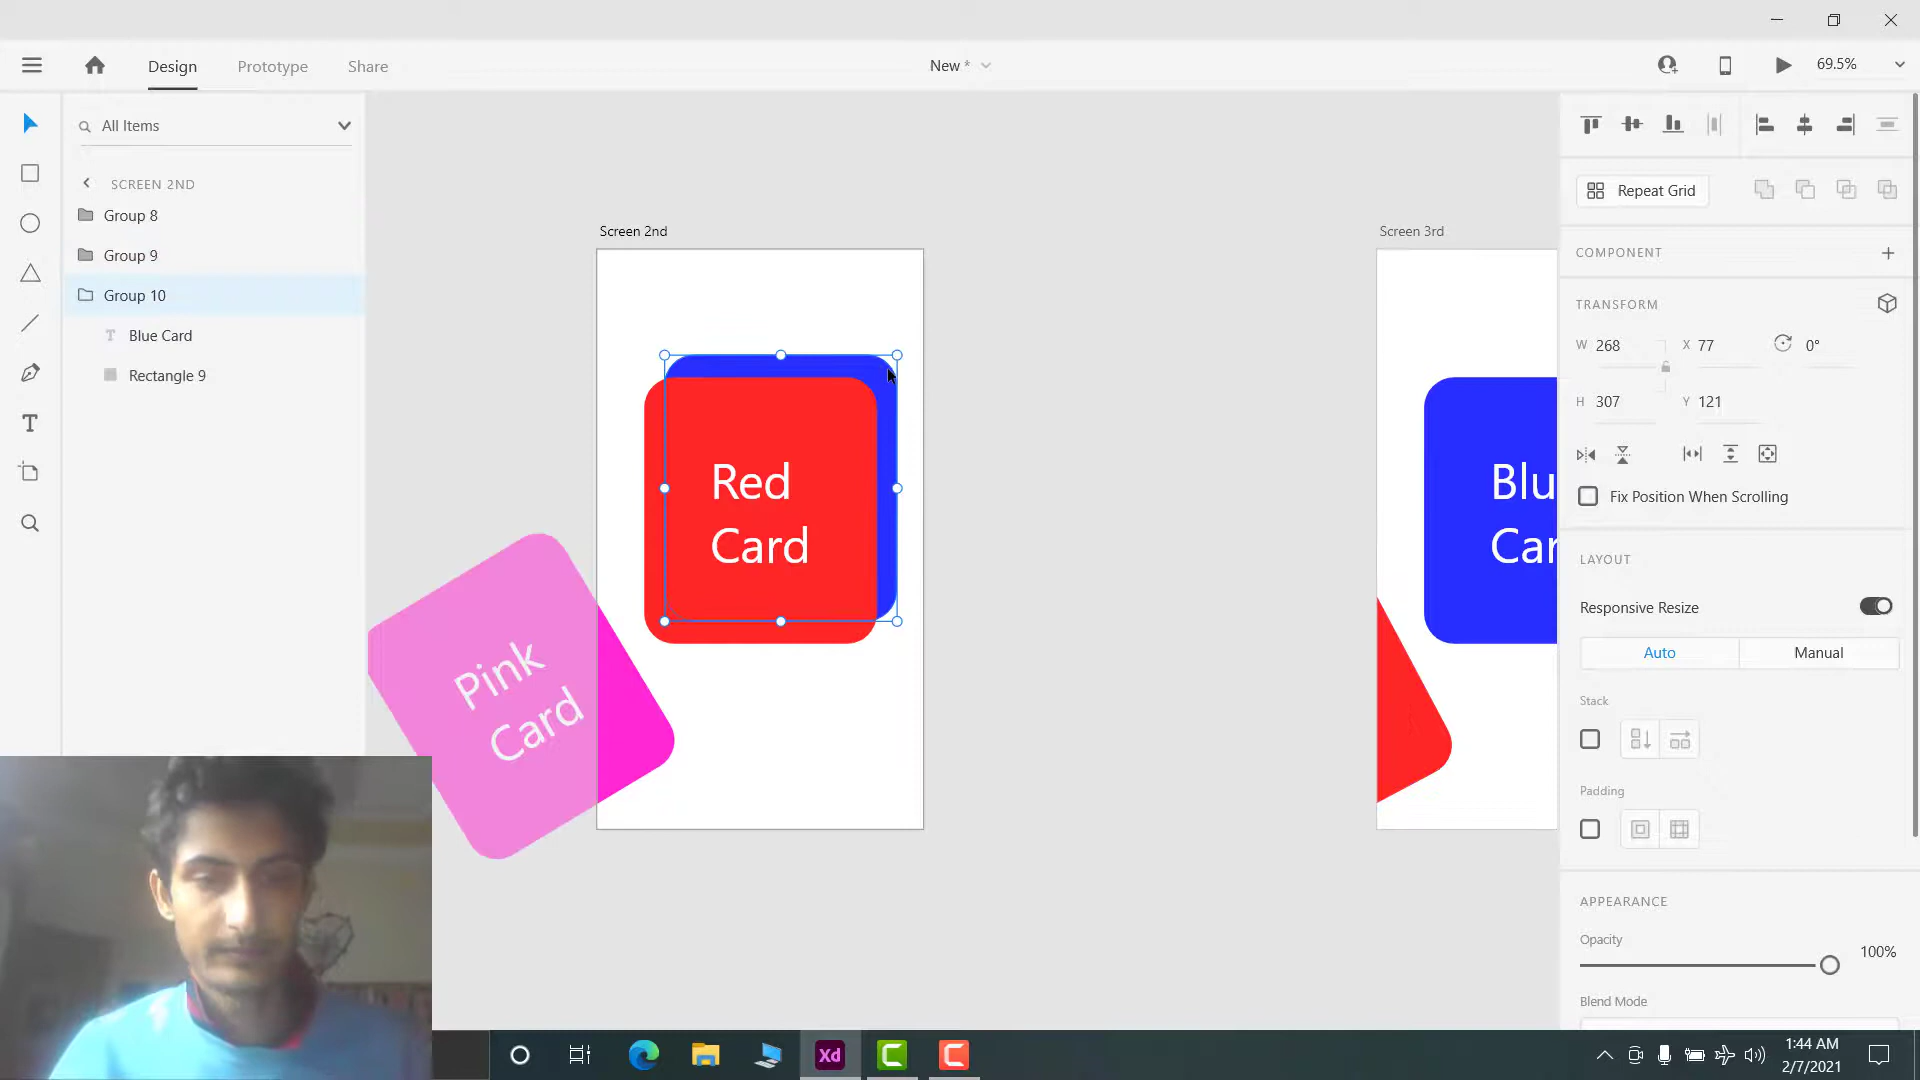 Design
Prototype
Share
New *
69.5%
All Items
SCREEN 2ND
Group 8
Group 9
Group 10
Blue Card
Rectangle 9
Screen 2nd
Red
Card
Pink
Card
Screen 3rd
Blu
Car
Repeat Grid
COMPONENT
TRANSFORM
W 268
X 77
0°
H 307
Y 121
Fix Position When Scrolling
LAYOUT
Responsive Resize
Auto
Manual
Stack
Padding
APPEARANCE
Opacity
100%
Blend Mode
Xd
1:44 AM
2/7/2021